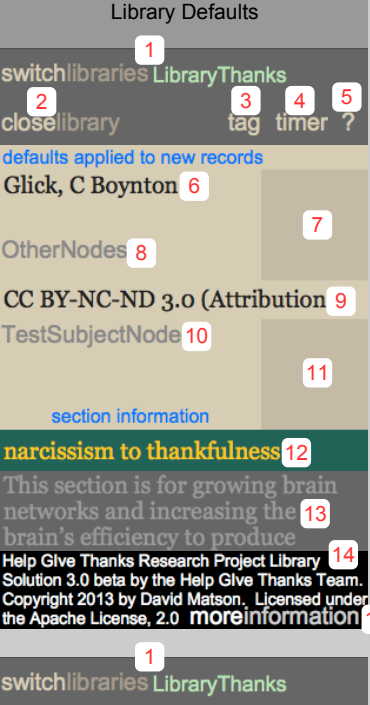 Library Defaults
1
switchlibraries LibraryThanks
2 3 4 5
closelibrary tag timer ?
defaults applied to new records
Glick, C Boynton 6
7
OtherNodes 8
CC BY-NC-ND 3.0 (Attribution 9
TestSubjectNode 10
11
section information
narcissism to thankfulness 12
This section is for growing brain
networks and increasing the 13
brain's efficiency to produce
Help GIve Thanks Research Project Library 14
Solution 3.0 beta by the Help GIve Thanks Team.
Copyright 2013 by David Matson. Licensed under
the Apache License, 2.0 moreinformation
1
switchlibraries LibraryThanks